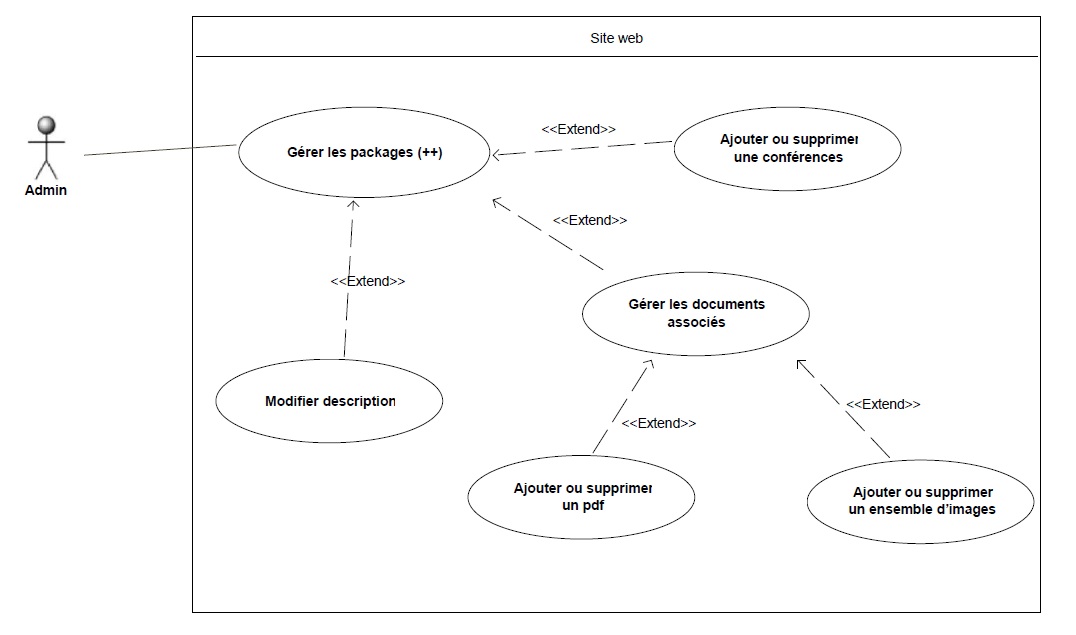 Site web
Admin
Gérer les packages (++)
<<Extend>>
Ajouter ou supprimer
une conférences
<<Extend>>
<<Extend>>
Gérer les documents
associés
Modifier description
<<Extend>>
<<Extend>>
Ajouter ou supprimer
un pdf
Ajouter ou supprimer
un ensemble d'images